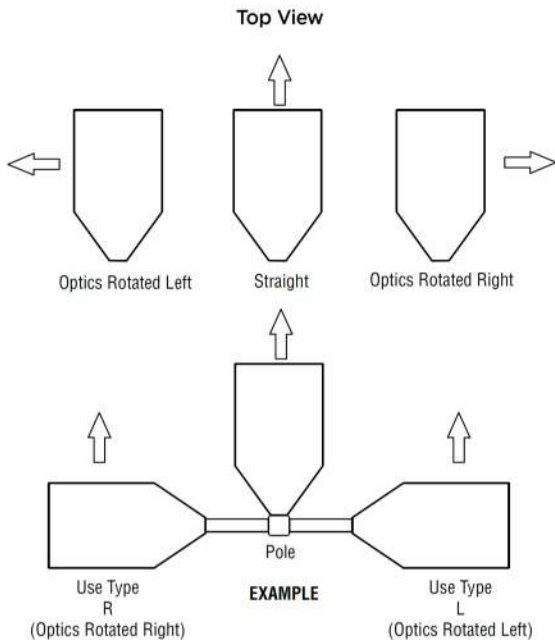 Top View
Optics Rotated Left
Straight
Optics Rotated Right
Pole
Use Type
R
(Optics Rotated Right)
EXAMPLE
Use Type
L
(Optics Rotated Left)